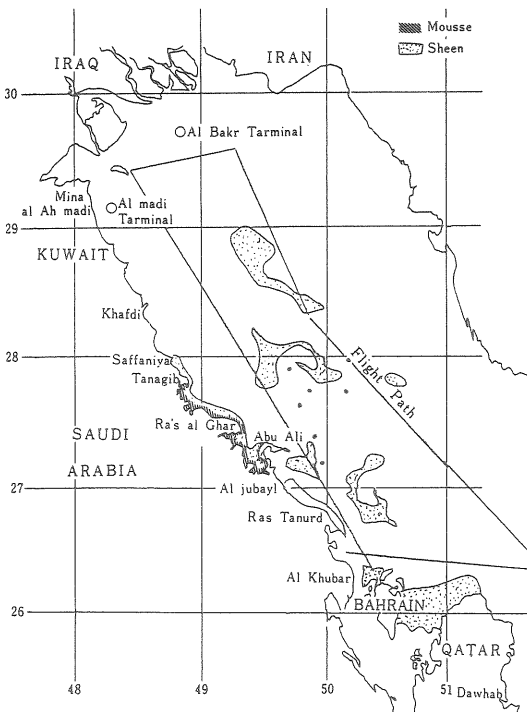 Mousse
Sheen
IRAQ
IRAN
30
Al Bakr Tarminal
Mina
al Ah madi
Al madi
Tarminal
29
KUWAIT
Khafdi
28
Saffaniya
Tanagib
Flight Path
Ra's al Ghar
SAUDI
ARABIA
Abu Ali
27
Al jubayl
Ras Tanurd
Al Khubar
BAHRAIN
26
QATAR
48
49
50
51
Dawhab